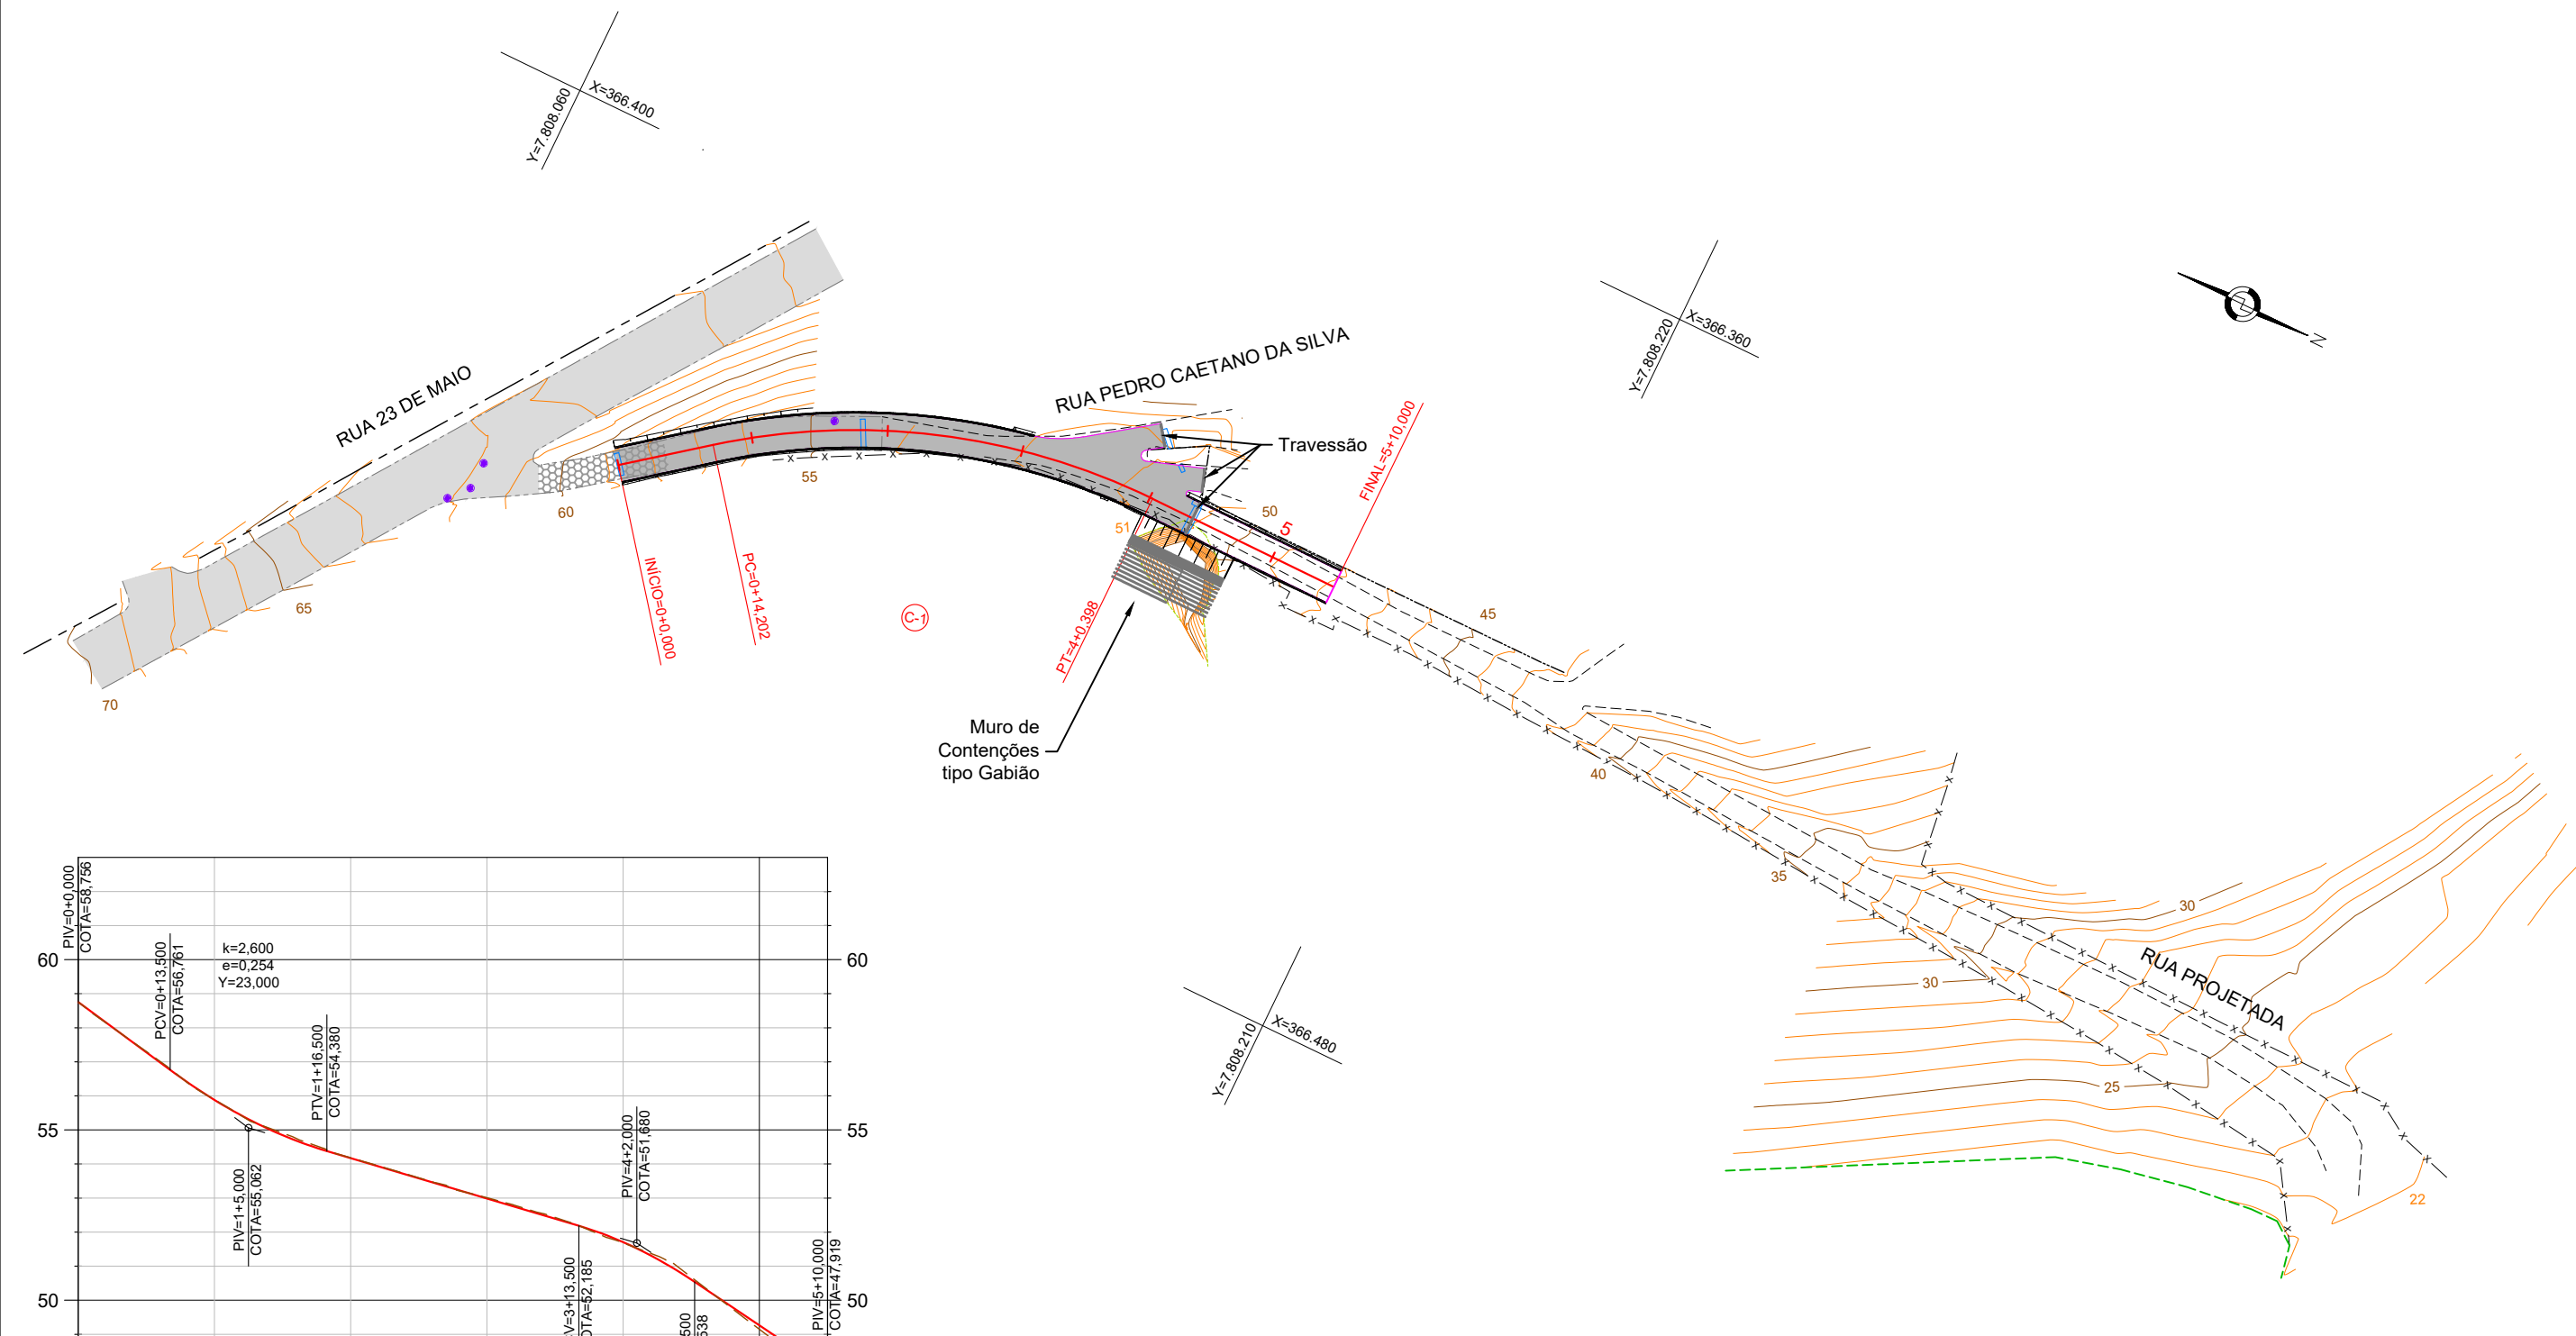 X=366.400
Y=7.808.060
RUA 23 DE MAIO
RUA PEDRO CAETANO DA SILVA
X=366.360
Y=7.808.220
N
Travessão
FINAL=5+10,000
55
60
65
70
51
50
5
45
INÍCIO=0+0,000
PC=0+14,202
C-1
PT=4+0,398
Muro de
Contenções
tipo Gabião
40
35
30
30
25
22
RUA PROJETADA
X=366.480
Y=7.808.210
PIV=0+0,000
COTA=58,756
PCV=0+13,500
COTA=56,761
k=2,600
e=0,254
Y=23,000
60
60
PTV=1+16,500
COTA=54,380
55
55
PIV=1+5,000
COTA=55,062
PIV=4+2,000
COTA=51,680
V=3+13,500
OTA=52,185
500
538
PIV=5+10,000
COTA=47,919
50
50